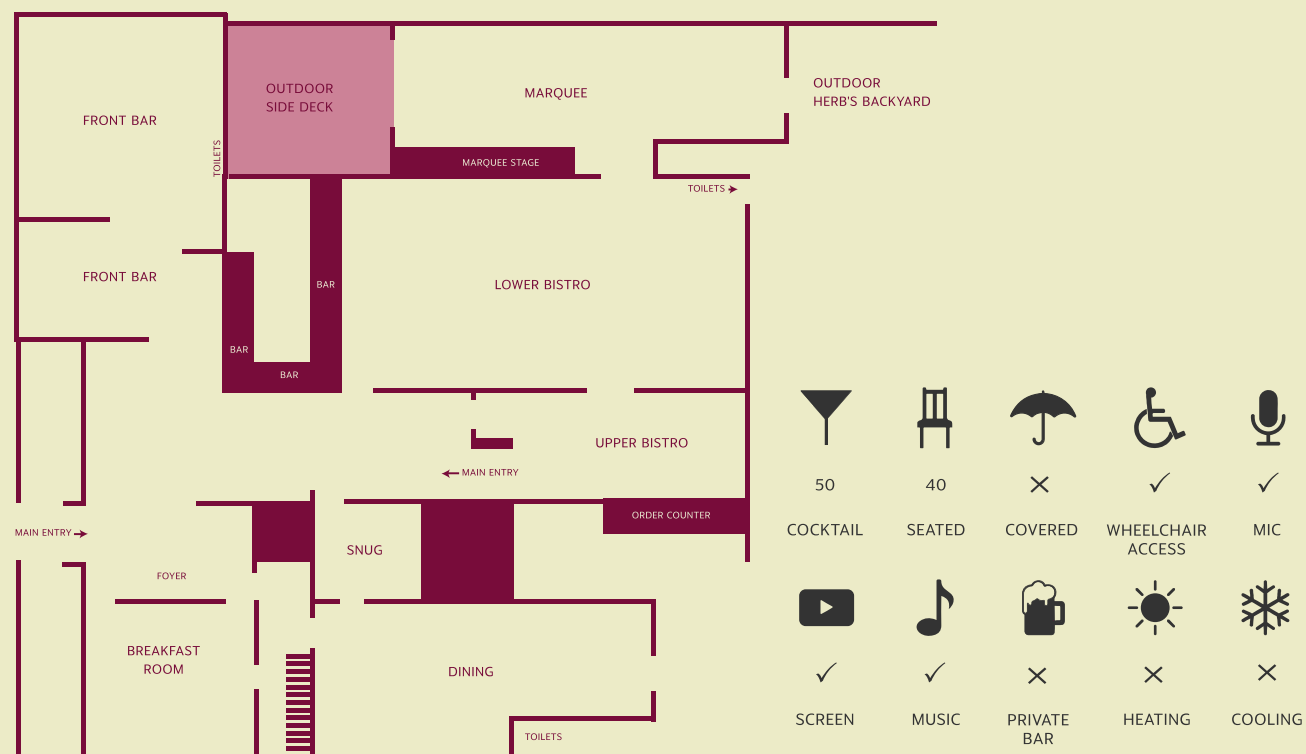 OUTDOOR
SIDE DECK
MARQUEE
OUTDOOR
HERB'S BACKYARD
FRONT BAR
TOILETS
MARQUEE STAGE
TOILETS
FRONT BAR
BAR
LOWER BISTRO
BAR
BAR
UPPER BISTRO
MAIN ENTRY
ORDER COUNTER
MAIN ENTRY
SNUG
FOYER
BREAKFAST
ROOM
DINING
TOILETS
50
40
COCKTAIL
SEATED
COVERED
WHEELCHAIR
ACCESS
MIC
SCREEN
MUSIC
PRIVATE
BAR
HEATING
COOLING